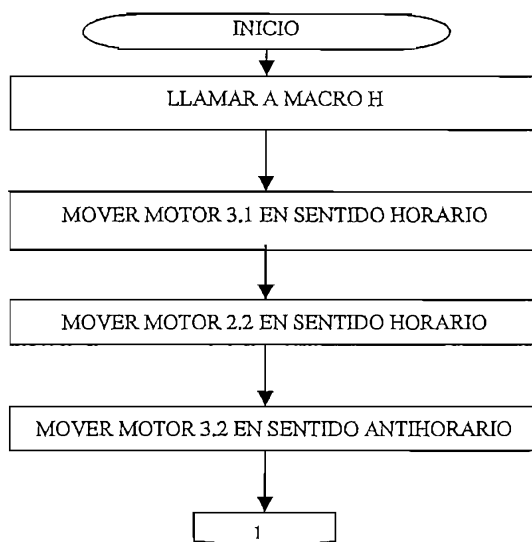 INICIO
LLAMAR A MACRO H
MOVER MOTOR 3.1 EN SENTIDO HORARIO
MOVER MOTOR 2.2 EN SENTIDO HORARIO
MOVER MOTOR 3.2 EN SENTIDO ANTIHORARIO
1